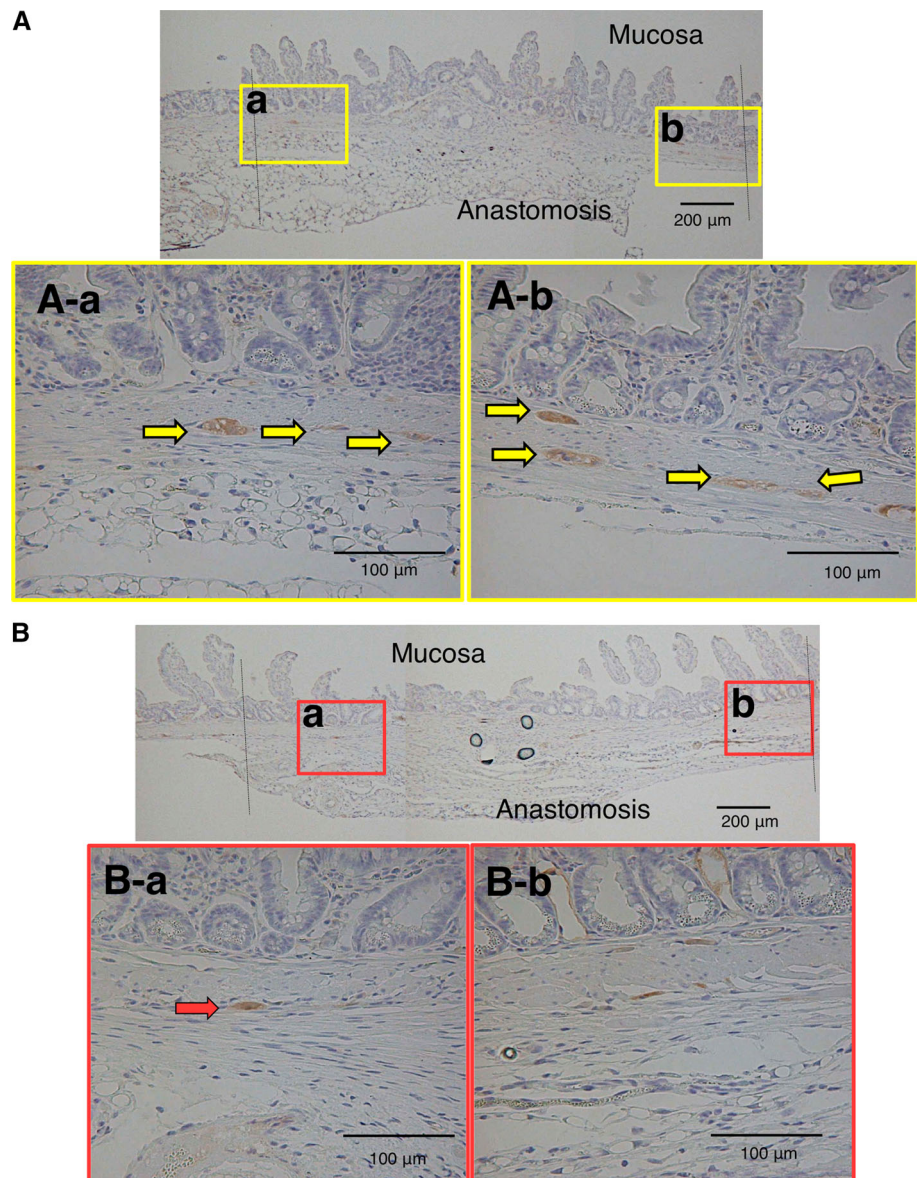 A
Mucosa
a
b
Anastomosis
200 µm
A-a
A-b
100 µm
100 µm
B
Mucosa
a
b
Anastomosis
200 µm
B-a
B-b
100 µm
100 µm